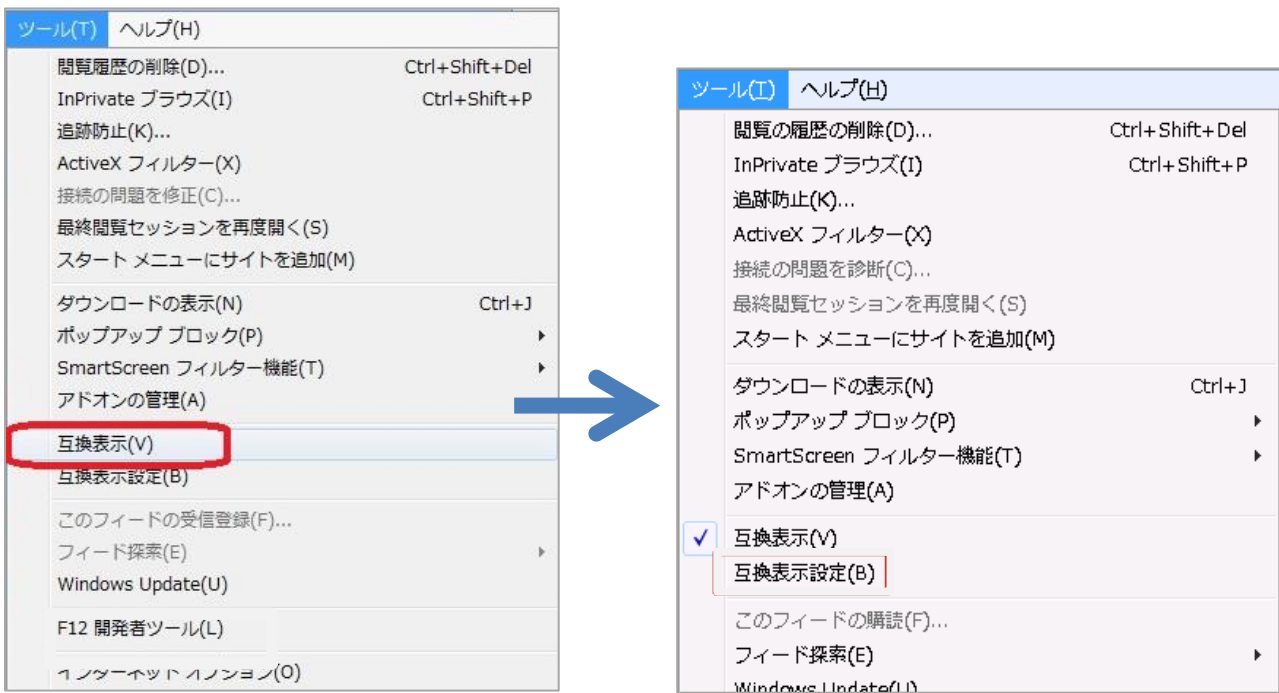 ツール(T) ヘルプ(H)
閲覧履歴の削除(D)... Ctrl+Shift+Del
InPrivate ブラウズ(I) Ctrl+Shift+P
追跡防止(K)...
ActiveX フィルター(X)
接続の問題を修正(C)...
最終閲覧セッションを再度開く(S)
スタート メニューにサイトを追加(M)
ダウンロードの表示(N) Ctrl+J
ポップアップ ブロック(P)
SmartScreen フィルター機能(T)
アドオンの管理(A)
互換表示(V)
互換表示設定(B)
このフィードの受信登録(F)...
フィード探索(E)
Windows Update(U)
F12 開発者ツール(L)
インターネット オプション(O)
ツール(T) ヘルプ(H)
閲覧の履歴の削除(D)... Ctrl+Shift+Del
InPrivate ブラウズ(I) Ctrl+Shift+P
追跡防止(K)...
ActiveX フィルター(X)
接続の問題を診断(C)...
最終閲覧セッションを再度開く(S)
スタート メニューにサイトを追加(M)
ダウンロードの表示(N) Ctrl+J
ポップアップ ブロック(P)
SmartScreen フィルター機能(T)
アドオンの管理(A)
互換表示(V)
互換表示設定(B)
このフィードの購読(F)...
フィード探索(E)
Windows Update(U)